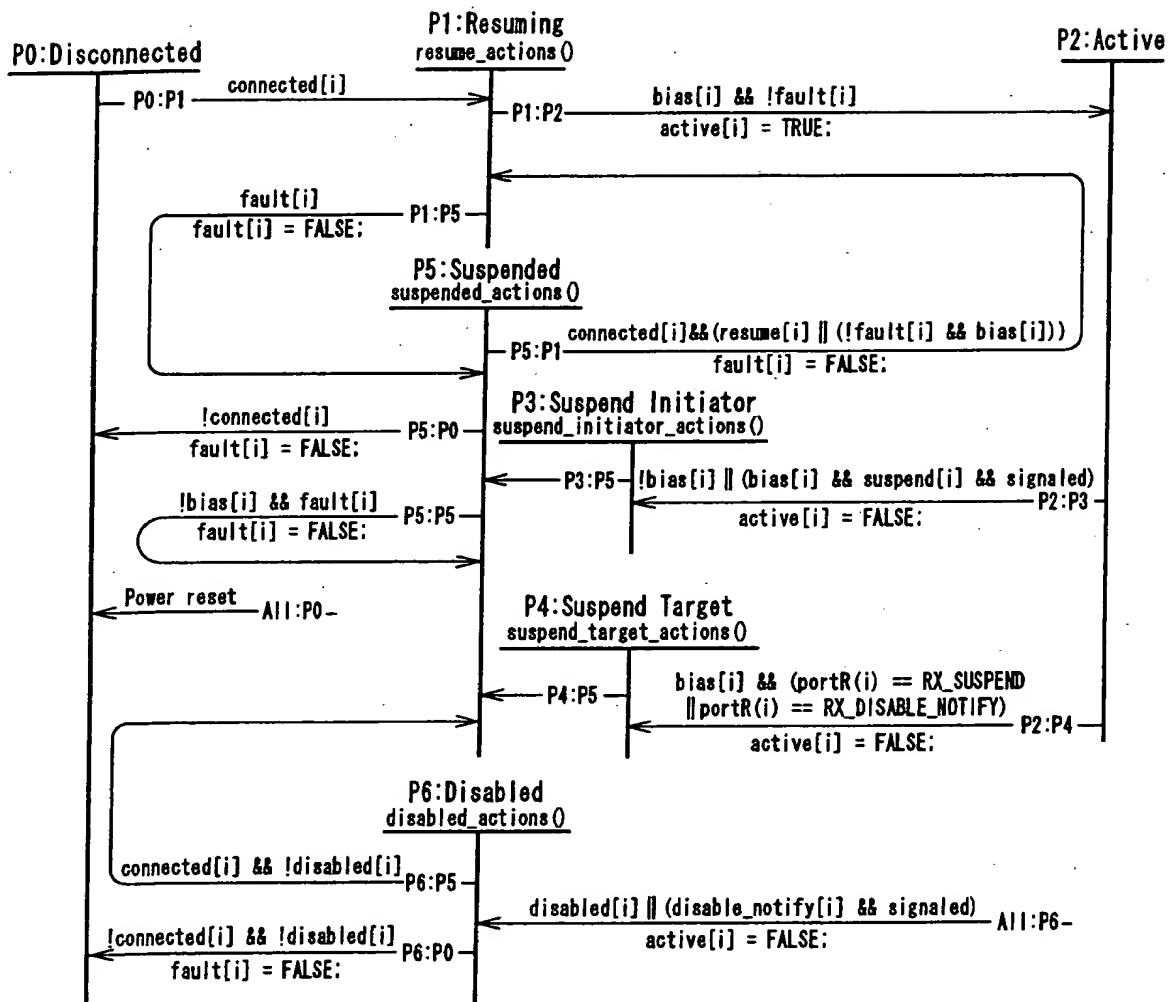 P0:Disconnected
P1:Resuming
resume_actions()
P2:Active
P0:P1
connected[i]
P1:P2
bias[i] && !fault[i]
active[i] = TRUE:
fault[i]
P1:P5
fault[i] = FALSE:
P5:Suspended
suspended_actions()
P5:P1
connected[i]&&(resume[i] || (!fault[i] && bias[i]))
fault[i] = FALSE:
P3:Suspend Initiator
suspend_initiator_actions()
!connected[i]
P5:P0
fault[i] = FALSE:
P3:P5
!bias[i] || (bias[i] && suspend[i] && signaled)
P2:P3
active[i] = FALSE:
!bias[i] && fault[i]
P5:P5
fault[i] = FALSE:
Power reset
All:P0
P4:Suspend Target
suspend_target_actions()
P4:P5
bias[i] && (portR(i) == RX_SUSPEND
||portR(i) == RX_DISABLE_NOTIFY)
P2:P4
active[i] = FALSE:
P6:Disabled
disabled_actions()
connected[i] && !disabled[i]
P6:P5
disabled[i] || (disable_notify[i] && signaled)
All:P6
active[i] = FALSE:
!connected[i] && !disabled[i]
P6:P0
fault[i] = FALSE: